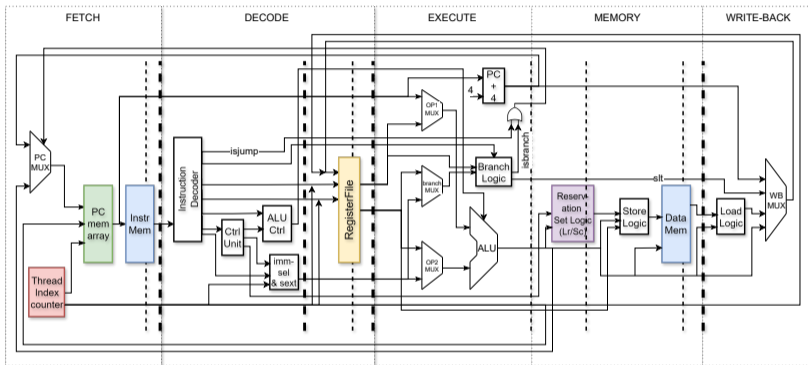 FETCH
DECODE
EXECUTE
MEMORY
WRITE-BACK
PC
MUX
PC
mem
array
Instr
Mem
Thread
Index
counter
Instruction
Decoder
isjump
Ctrl
Unit
ALU
Ctrl
imm-
sel
& sext
RegisterFile
OP1
MUX
branch
MUX
OP2
MUX
4
PC
+
4
Branch
Logic
isbranch
ALU
slt
Reserv
ation
Set Logic
(Lr/Sc)
Store
Logic
Data
Mem
Load
Logic
WB
MUX